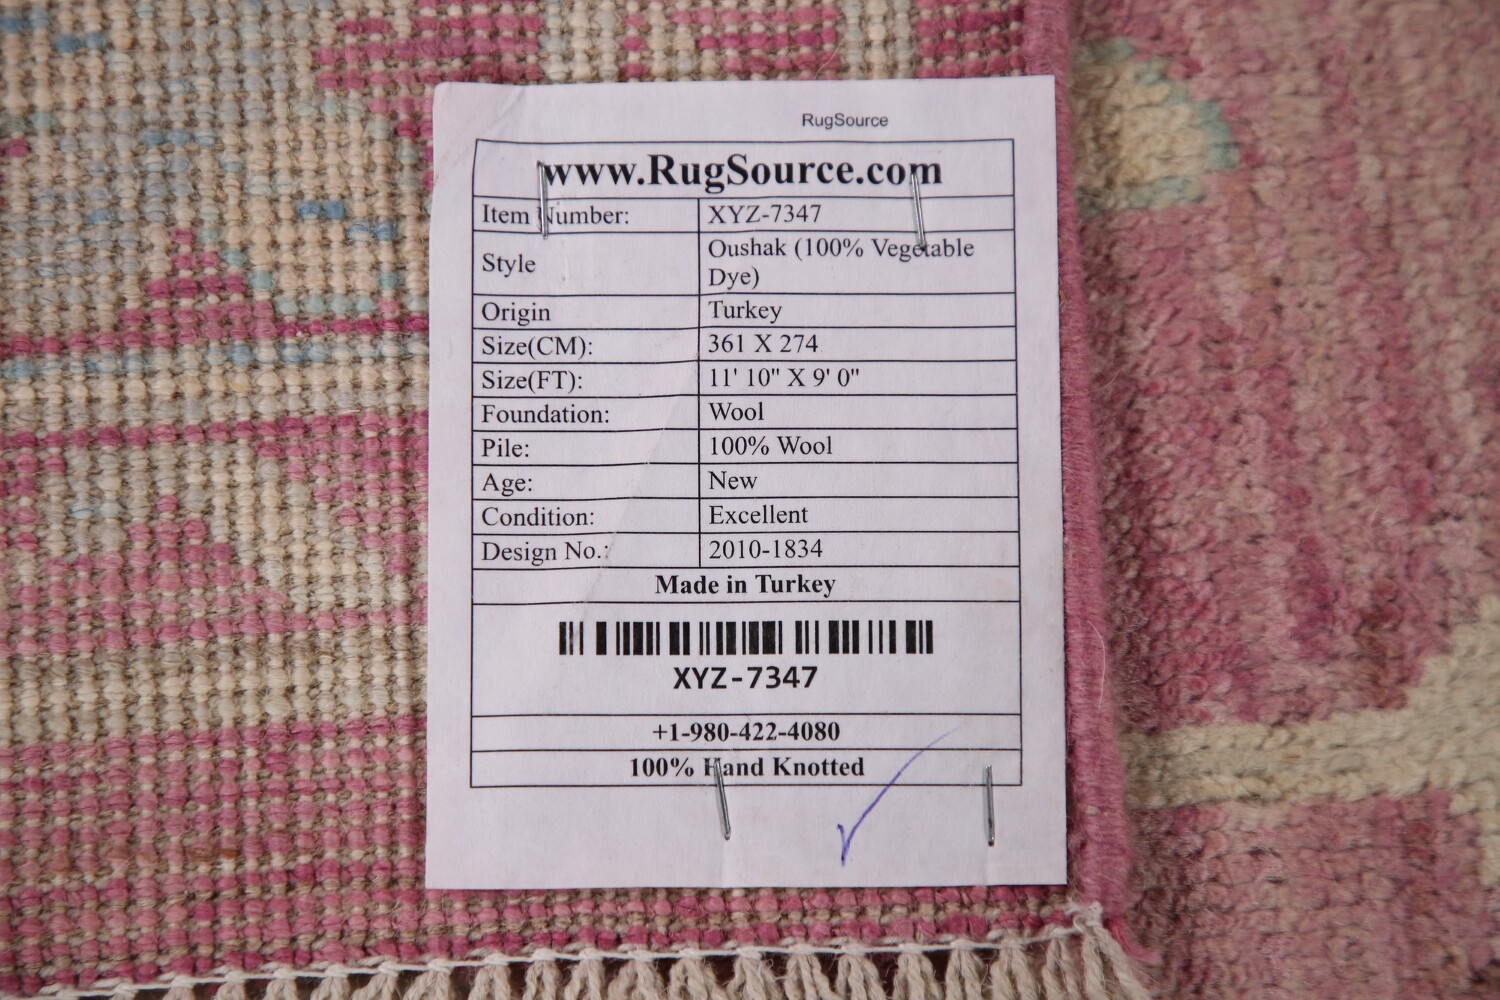 RugSource
www.RugSource.com
Item Number: XYZ-7347
Style Oushak (100% Vegetable
Dye)
Origin Turkey
Size(CM): 361 X 274
Size(FT): 11' 10" X 9' 0"
Foundation: Wool
Pile: 100% Wool
Age: New
Condition: Excellent
Design No.: 2010-1834
Made in Turkey
XYZ-7347
+1-980-422-4080
100% Hand Knotted